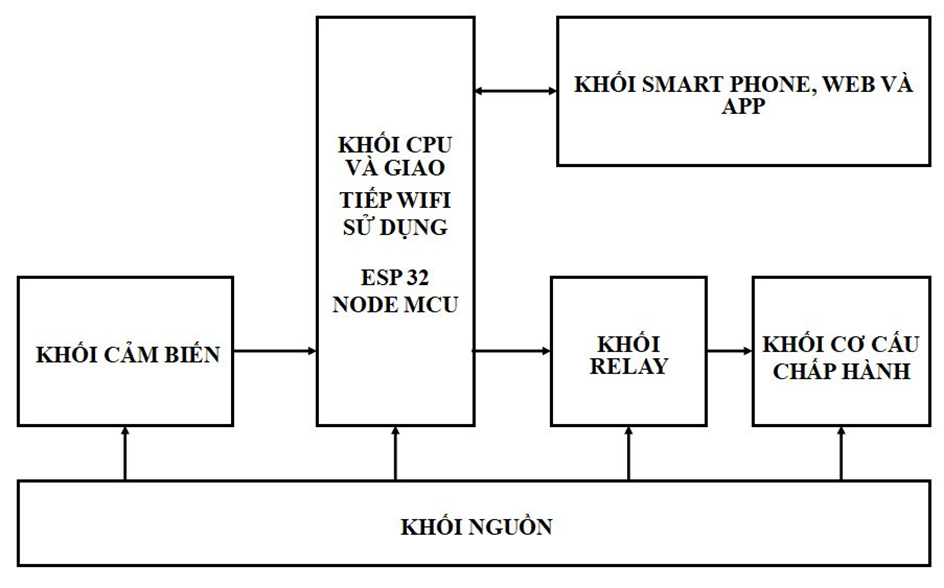 KHỐI SMART PHONE, WEB VÀ
APP
KHỐI CPU
VÀ GIAO
TIẾP WIFI
SỬ DỤNG
ESP 32
NODE MCU
KHỐI CẢM BIẾN
KHỐI
RELAY
KHỐI CƠ CẤU
CHẤP HÀNH
KHỐI NGUỒN